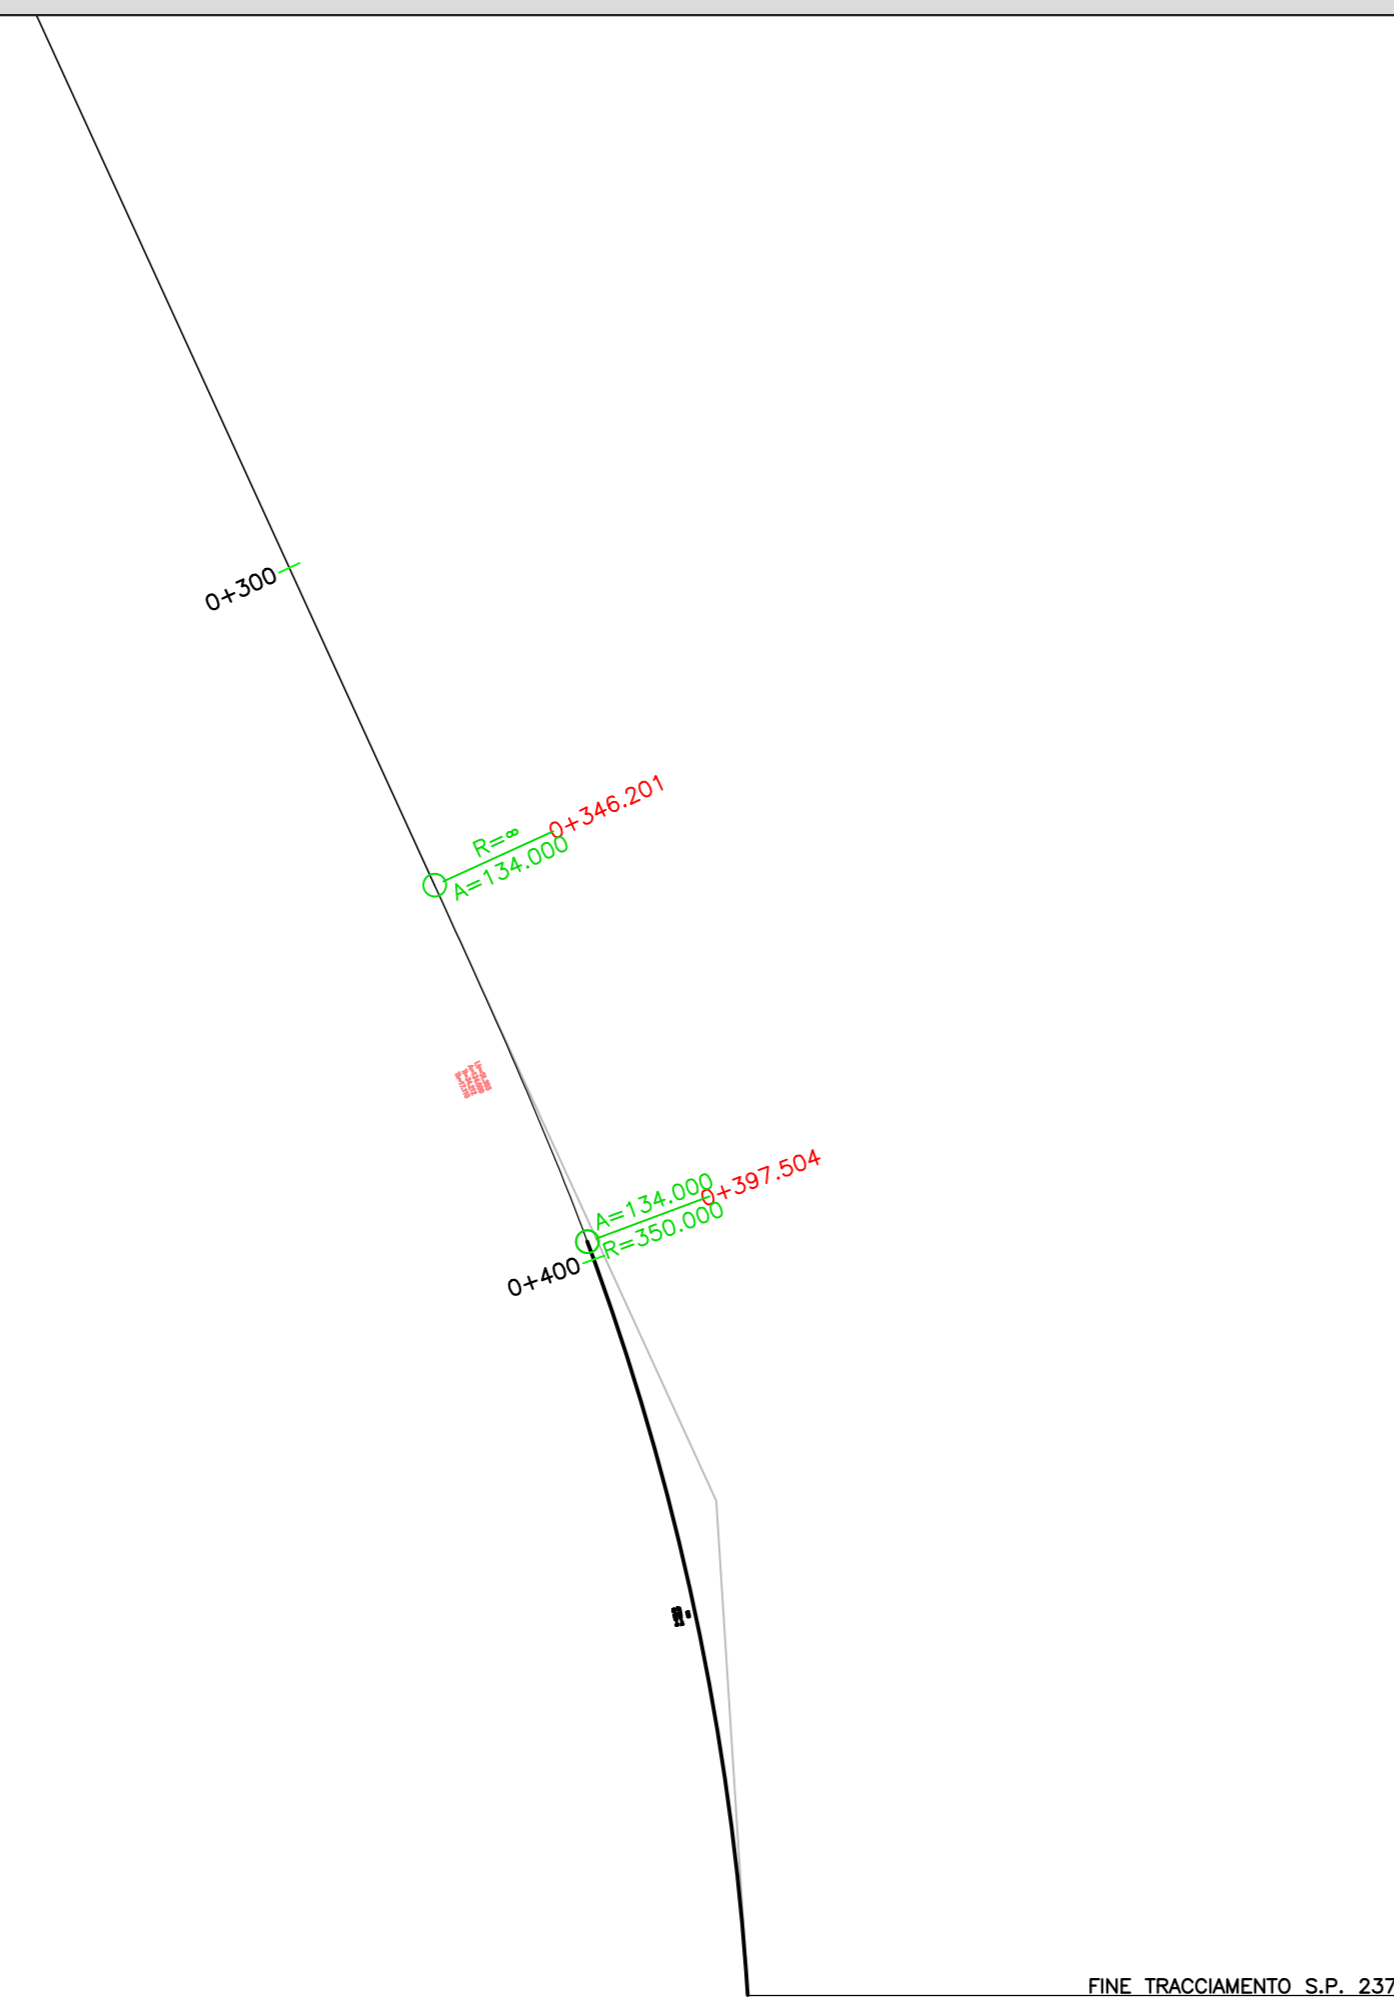 0+300
0+346.201
R=∞
A=134.000
0+397.504
A=134.000
R=350.000
0+400
FINE TRACCIAMENTO S.P. 237